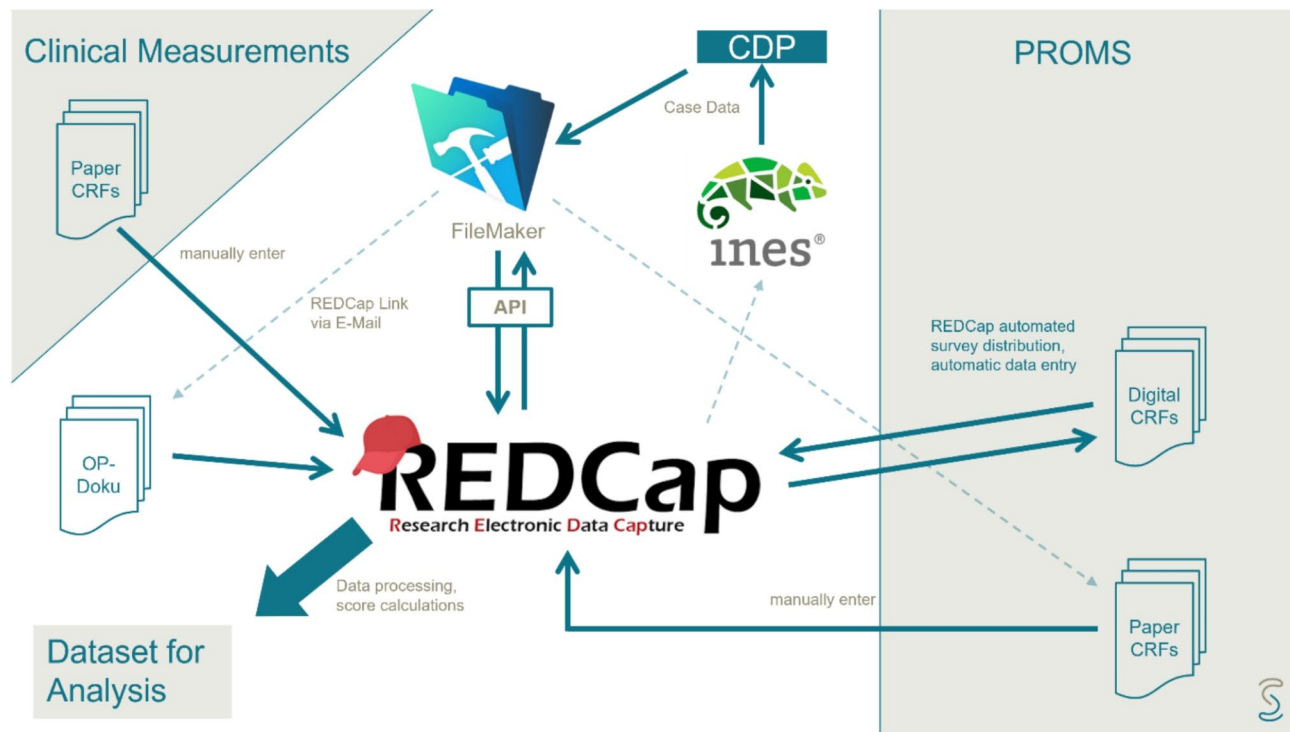 Clinical Measurements
CDP
PROMS
Case Data
Paper
CRFs
FileMaker
ines®
manually enter
API
REDCap Link
via E-Mail
REDCap automated
survey distribution,
automatic data entry
Digital
CRFs
OP-
Doku
REDCap
Research Electronic Data Capture
Data processing,
score calculations
manually enter
Paper
CRFs
Dataset for
Analysis